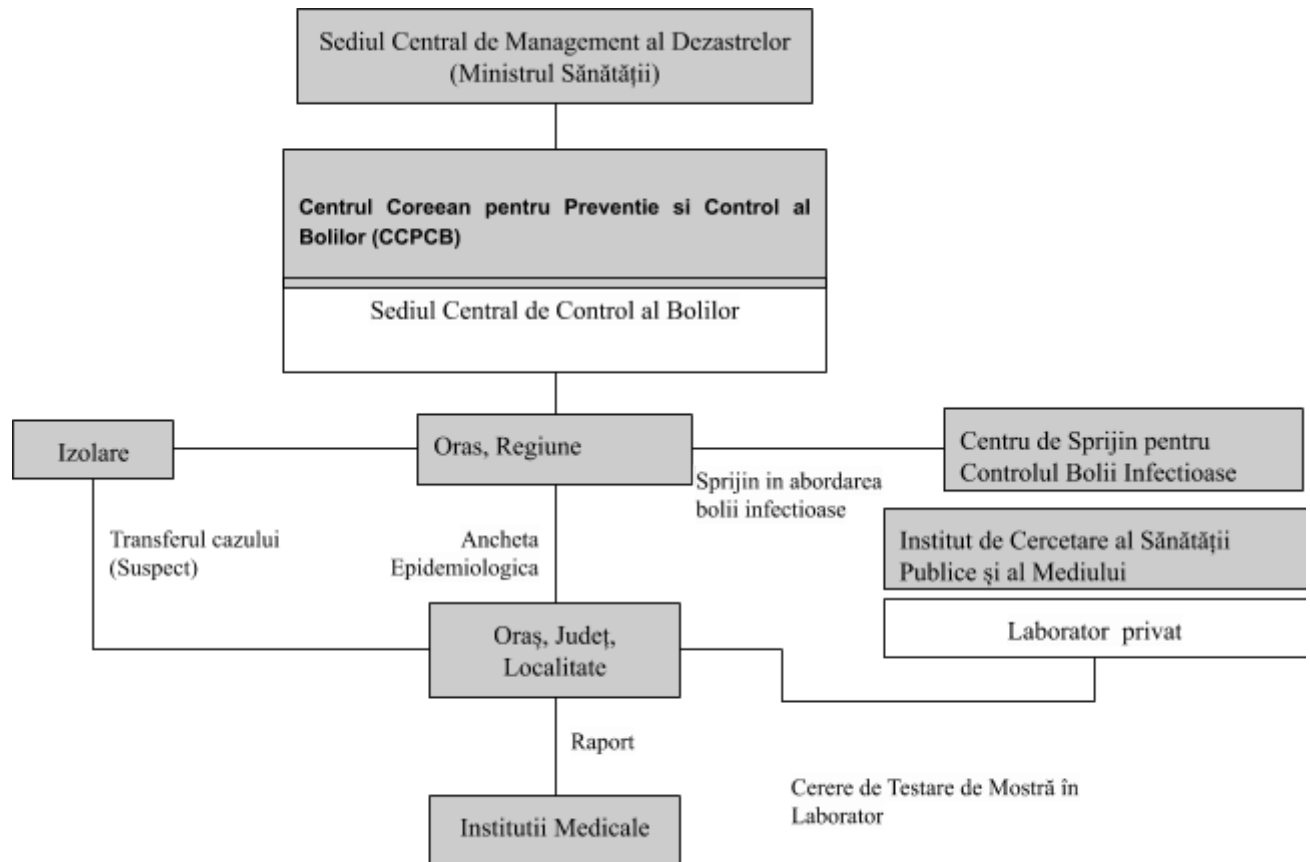 Sediul Central de Management al Dezastrelor
(Ministrul Sănătății)
Centrul Coreean pentru Preventie si Control al
Bolilor (CCPCB)
Sediul Central de Control al Bolilor
Izolare
Oras, Regiune
Centru de Sprijin pentru
Controlul Bolii Infectioase
Sprijin in abordarea
bolii infectioase
Transferul cazului
(Suspect)
Ancheta
Epidemiologica
Institut de Cercetare al Sănătății
Publice și al Mediului
Laborator privat
Oraș, Județ,
Localitate
Raport
Cerere de Testare de Mostră în
Laborator
Institutii Medicale